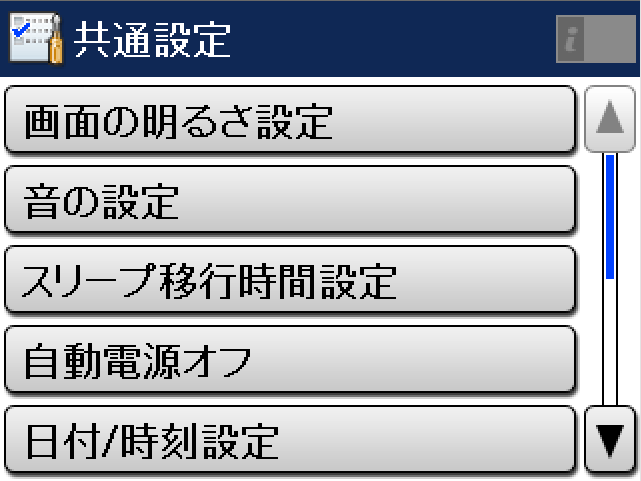 共通設定
i
画面の明るさ設定
音の設定
スリープ移行時間設定
自動電源オフ
日付/時刻設定